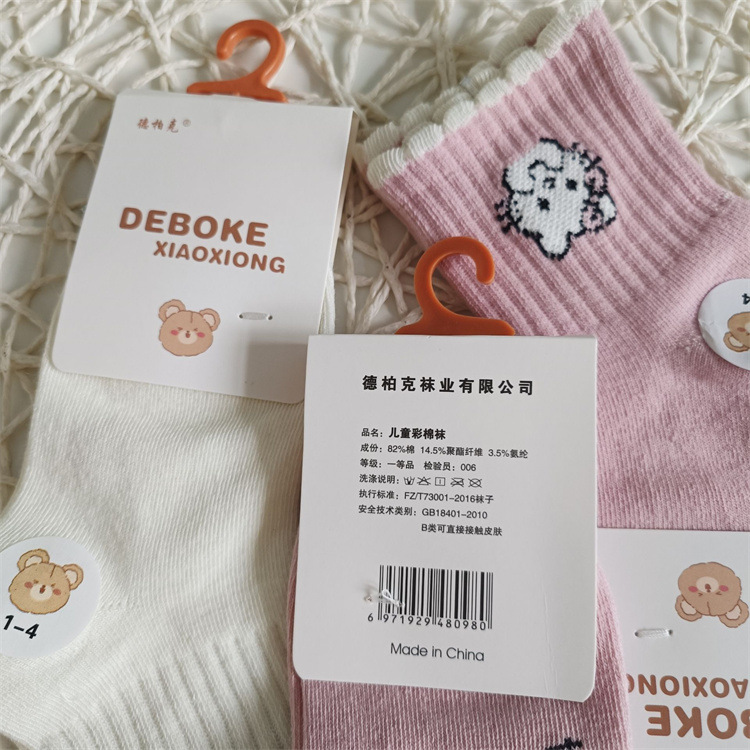 德柏克®
DEBOKE
XIAOXIONG
1-4
德柏克袜业有限公司
品名：儿童彩棉袜
成份：82%棉 14.5%聚酯纤维 3.5%氨纶
等级：一等品 检验员：006
洗涤说明：
执行标准：FZ/T73001-2016袜子
安全技术类别：GB18401-2010
B类可直接接触皮肤
6 971929 480980
Made in China
4
DEBOKE
XIAOXIONG